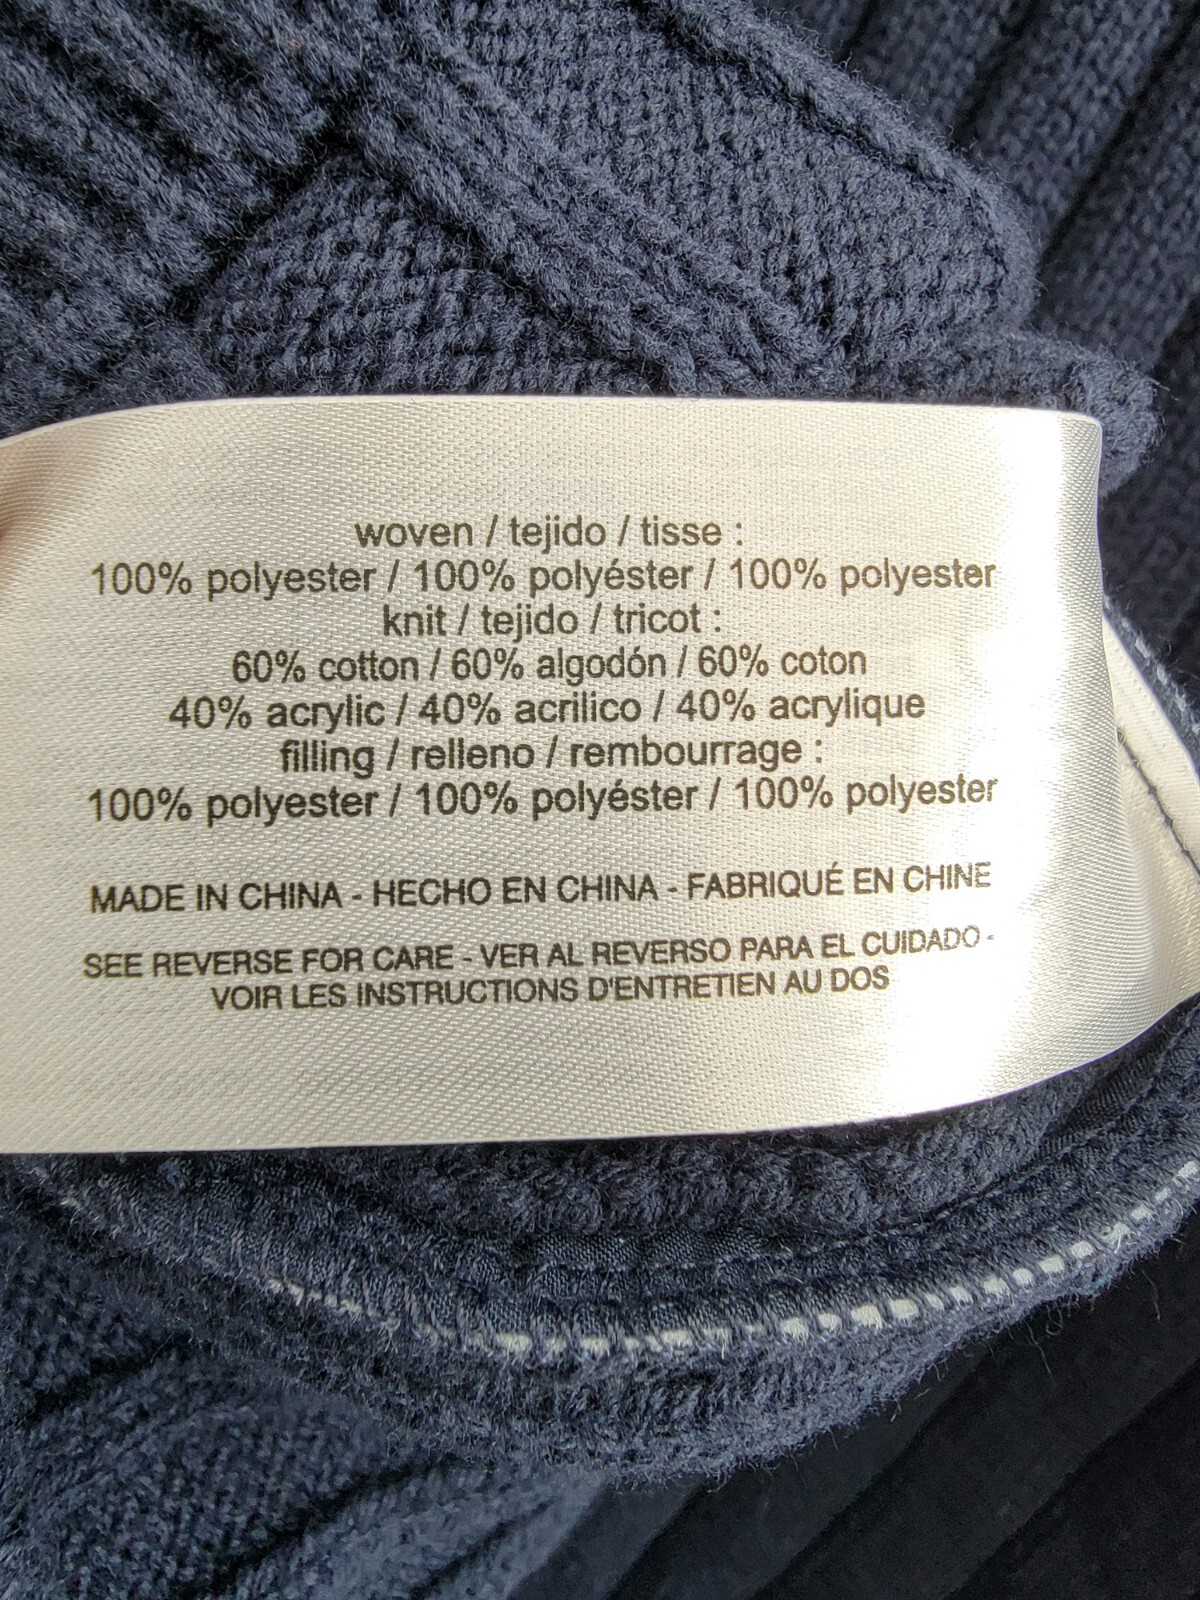 woven / tejido / tisse :
100% polyester / 100% polyéster / 100% polyester
knit / tejido / tricot :
60% cotton / 60% algodón / 60% coton
40% acrylic / 40% acrilico / 40% acrylique
filling / relleno / rembourrage :
100% polyester / 100% polyéster / 100% polyester
MADE IN CHINA - HECHO EN CHINA - FABRIQUÉ EN CHINE
SEE REVERSE FOR CARE - VER AL REVERSO PARA EL CUIDADO -
VOIR LES INSTRUCTIONS D'ENTRETIEN AU DOS